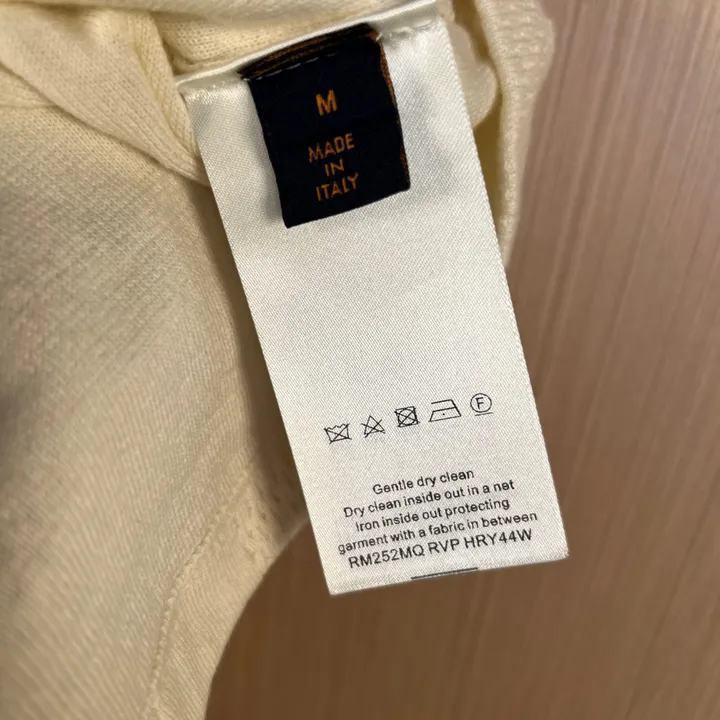 M
MADE
IN
ITALY
F
Gentle dry clean
Dry clean inside out in a net
Iron inside out protecting
garment with a fabric in between
RM252MQ RVP HRY44W